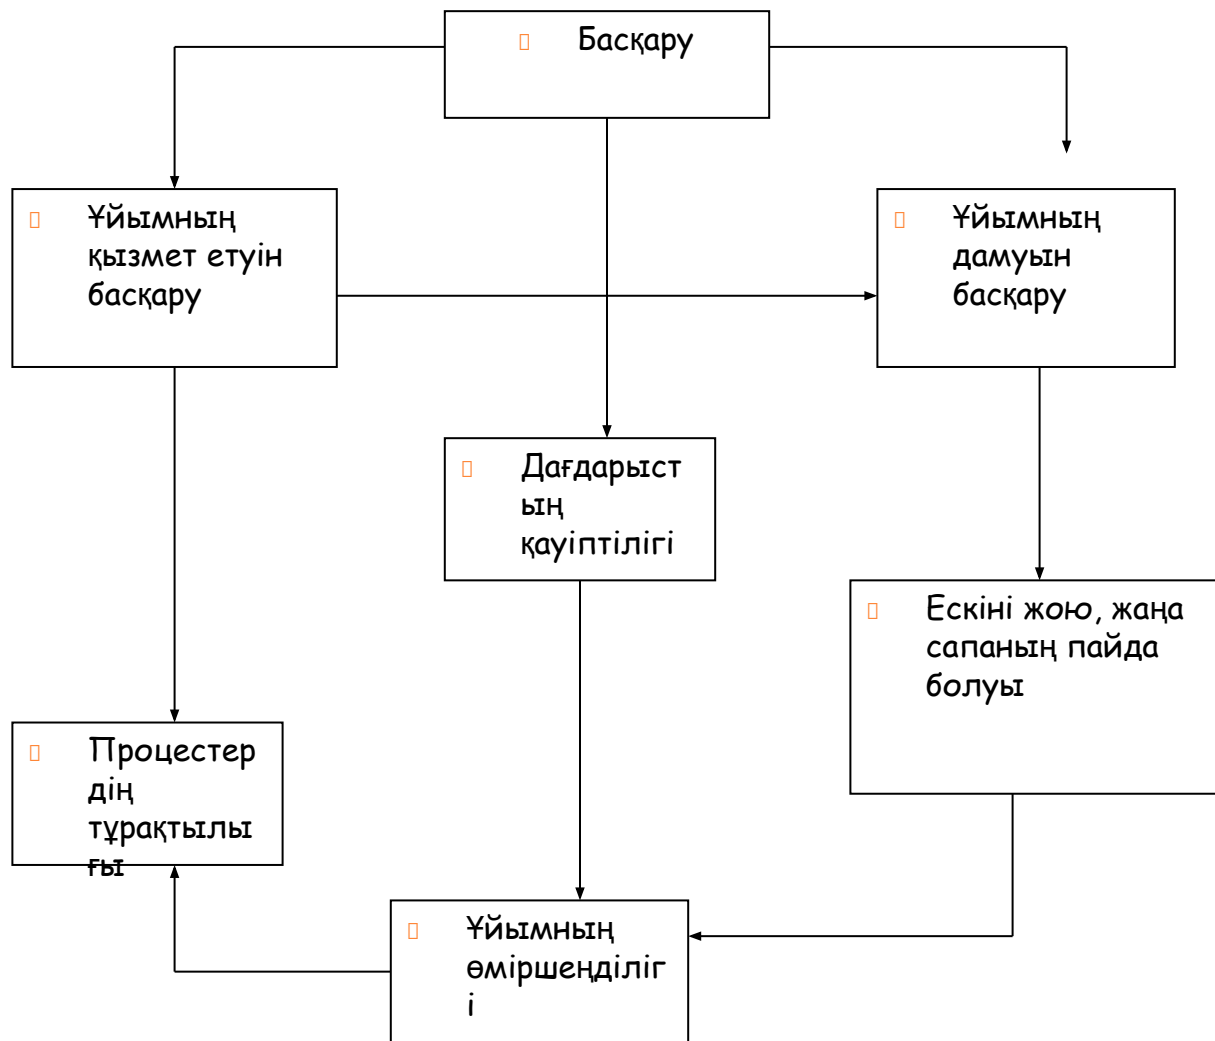 Басқару
Ұйымның
қызмет етуін
басқару
Ұйымның
дамуын
басқару
Дағдарыст
ың
қауіптілігі
Ескіні жою, жаңа
сапаның пайда
болуы
Процестер
дің
тұрақтылы
ғы
Ұйымның
өміршеңділіг
і